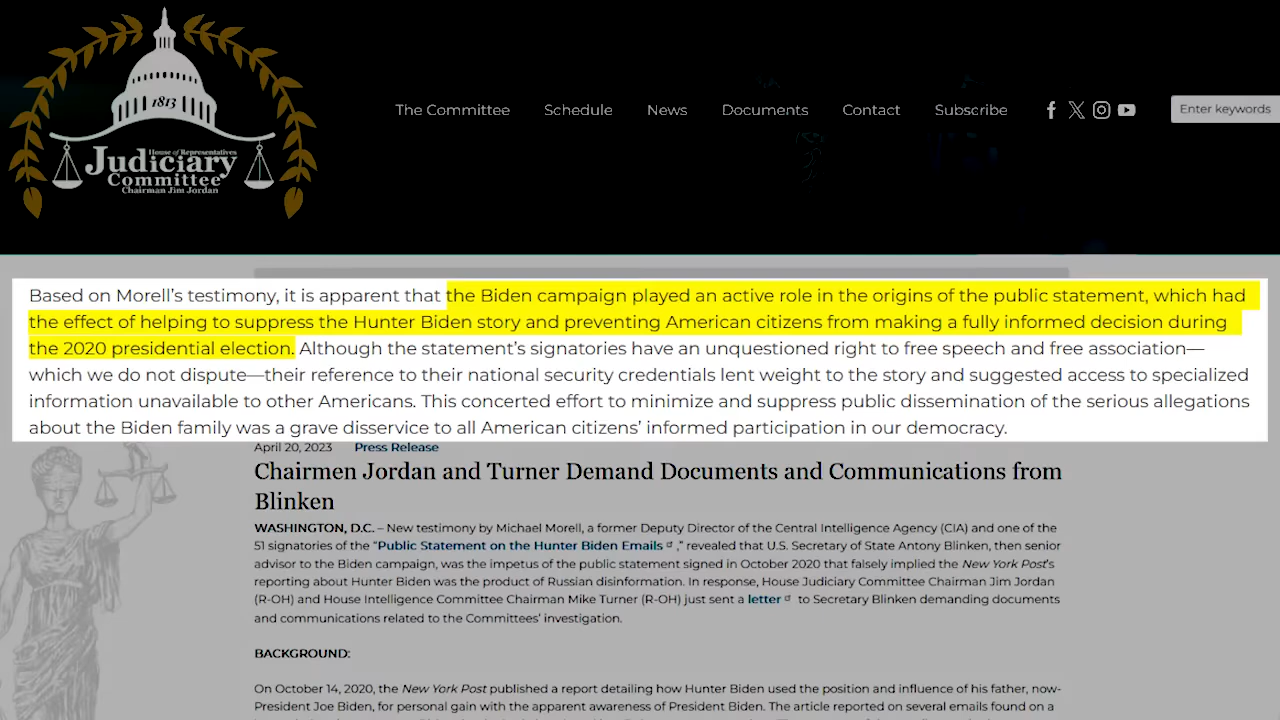 1813
House of Representatives
Judiciary
Committee
Chairman Jim Jordan
The Committee
Schedule
News
Documents
Contact
Subscribe
Enter keywords
Based on Morell’s testimony, it is apparent that the Biden campaign played an active role in the origins of the public statement, which had
the effect of helping to suppress the Hunter Biden story and preventing American citizens from making a fully informed decision during
the 2020 presidential election. Although the statement’s signatories have an unquestioned right to free speech and free association—
which we do not dispute—their reference to their national security credentials lent weight to the story and suggested access to specialized
information unavailable to other Americans. This concerted effort to minimize and suppress public dissemination of the serious allegations
about the Biden family was a grave disservice to all American citizens’ informed participation in our democracy.
April 20, 2023 Press Release
Chairmen Jordan and Turner Demand Documents and Communications from
Blinken
WASHINGTON, D.C. – New testimony by Michael Morell, a former Deputy Director of the Central Intelligence Agency (CIA) and one of the
51 signatories of the “Public Statement on the Hunter Biden Emails,” revealed that U.S. Secretary of State Antony Blinken, then senior
advisor to the Biden campaign, was the impetus of the public statement signed in October 2020 that falsely implied the New York Post’s
reporting about Hunter Biden was the product of Russian disinformation. In response, House Judiciary Committee Chairman Jim Jordan
(R-OH) and House Intelligence Committee Chairman Mike Turner (R-OH) just sent a letter to Secretary Blinken demanding documents
and communications related to the Committees’ investigation.
BACKGROUND:
On October 14, 2020, the New York Post published a report detailing how Hunter Biden used the position and influence of his father, now-
President Joe Biden, for personal gain with the apparent awareness of President Biden. The article reported on several emails found on a